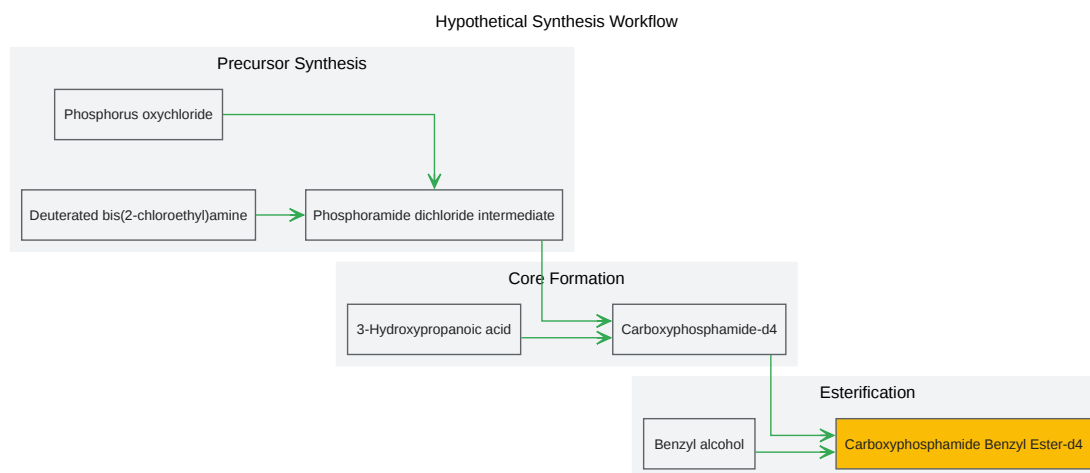 Hypothetical Synthesis Workflow
Precursor Synthesis
Phosphorus oxychloride
Deuterated bis(2-chloroethyl)amine
Phosphoramide dichloride intermediate
Core Formation
3-Hydroxypropanoic acid
Carboxyphosphamide-d4
Esterification
Benzyl alcohol
Carboxyphosphamide Benzyl Ester-d4